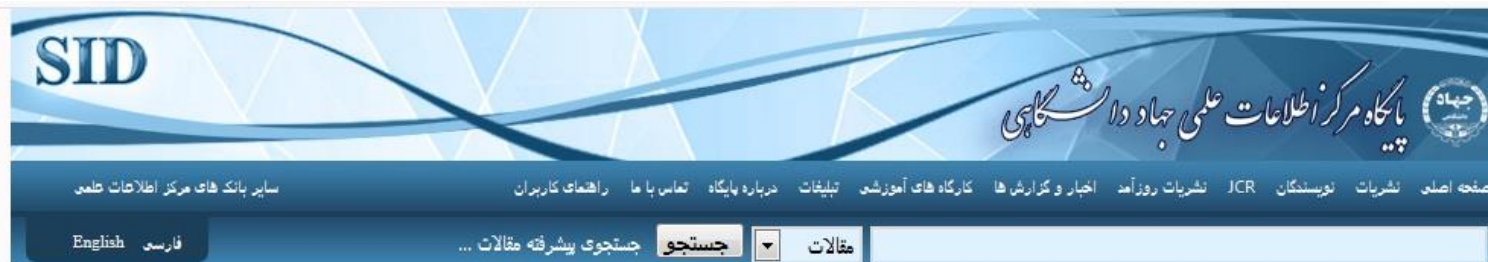 SID
جهاد
پایگاه مرکز اطلاعات علمی جهاد دانشگاهی
صفحه اصلی نشریات نویسندگان JCR نشریات روزآمد اخبار و گزارش ها کارگاه های آموزشی تبلیغات درباره پایگاه تماس با ما راهنمای کاربران سایر بانک های مرکز اطلاعات علمی
مقالات جستجو جستجوی پیشرفته مقالات ... فارسی English